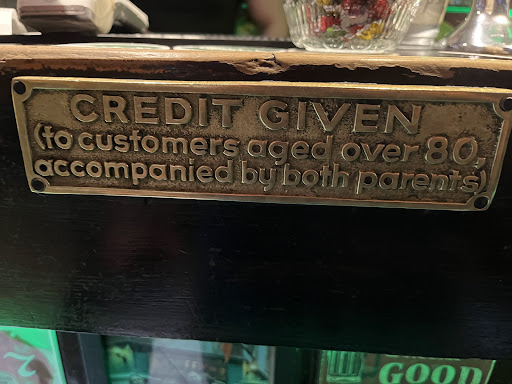 CREDIT GIVEN
(to customers aged over 80,
accompanied by both parents)
GOOD